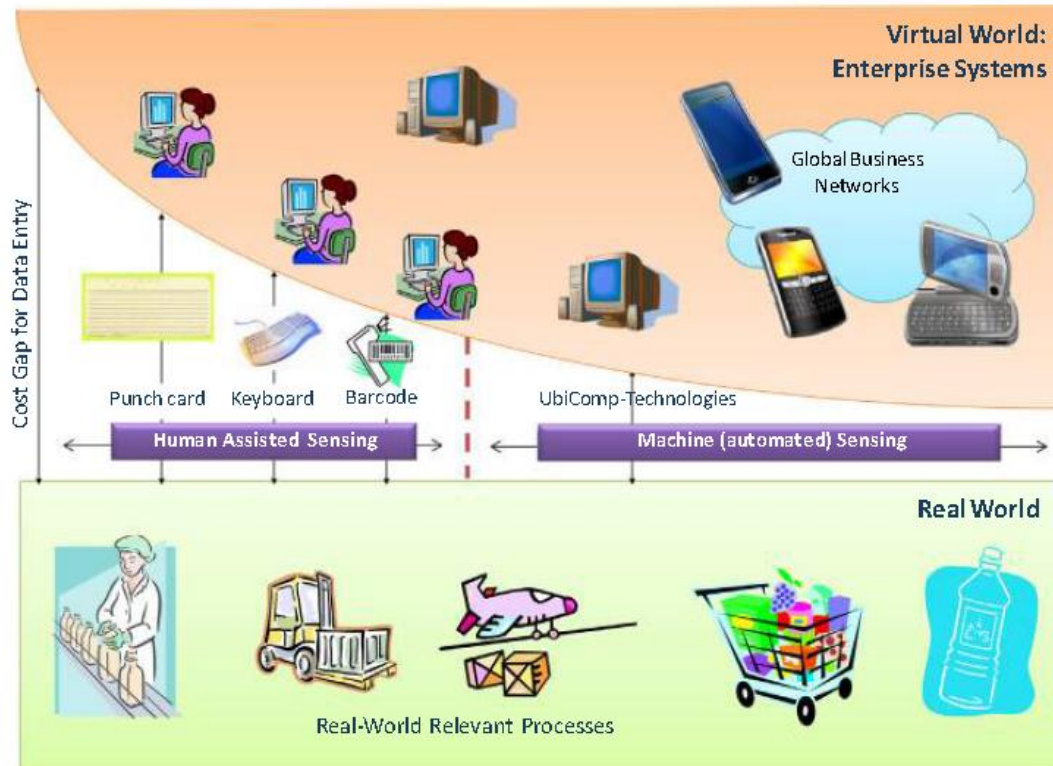 Virtual World:
Enterprise Systems
Global Business
Networks
Cost Gap for Data Entry
Punch card
Keyboard
Barcode
UbiComp-Technologies
Human Assisted Sensing
Machine (automated) Sensing
Real World
Real-World Relevant Processes